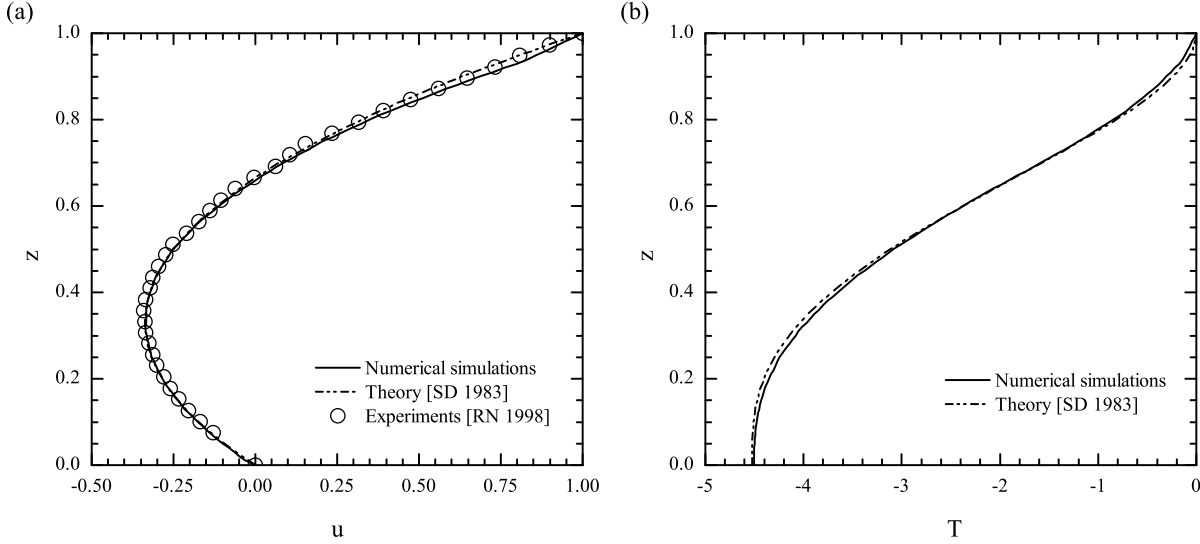 (a)
1.0
0.8
0.6
0.4
0.2
0.0
z
-0.50
-0.25
0.00
0.25
0.50
0.75
1.00
u
Numerical simulations
Theory [SD 1983]
Experiments [RN 1998]
(b)
1.0
0.8
0.6
0.4
0.2
0.0
z
-5
-4
-3
-2
-1
0
T
Numerical simulations
Theory [SD 1983]